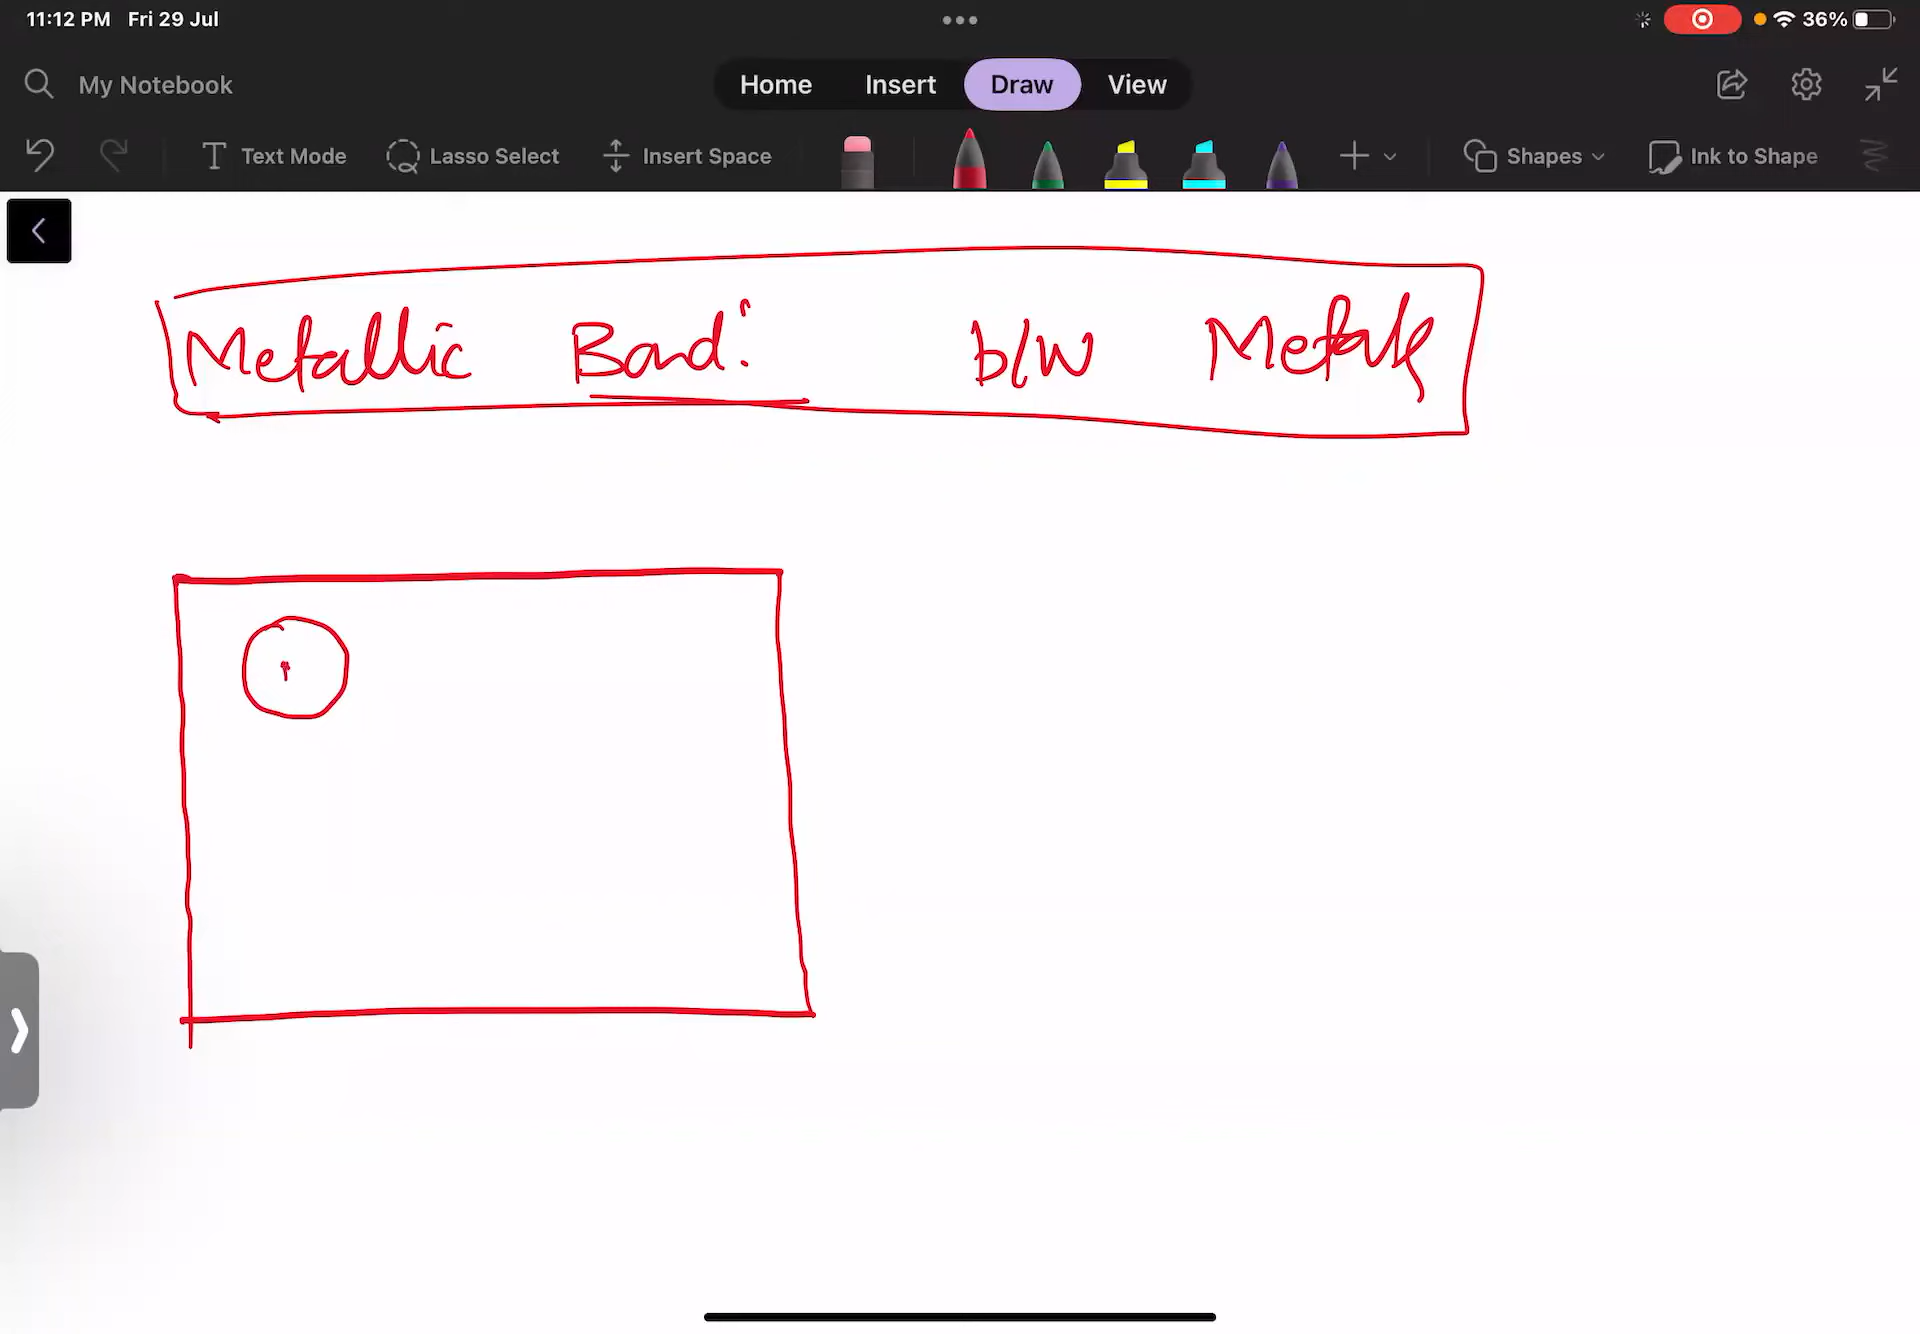 11:12 PM Fri 29 Jul 36%
My Notebook Home Insert Draw View
Text Mode Lasso Select Insert Space Shapes Ink to Shape
Metallic Bond: b/w Metals